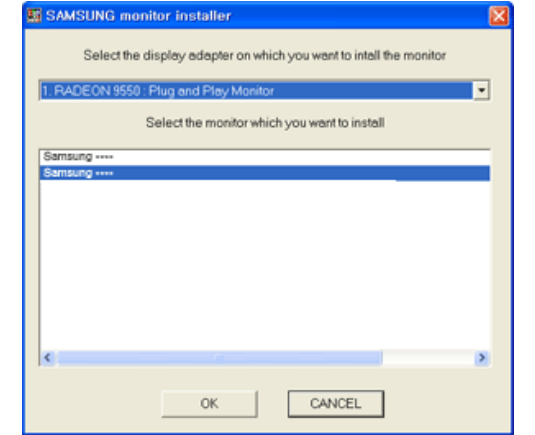 SAMSUNG monitor installer
Select the display adapter on which you want to intall the monitor
1. RADEON 9550 : Plug and Play Monitor
Select the monitor which you want to install
Samsung ----
Samsung ----
OK
CANCEL